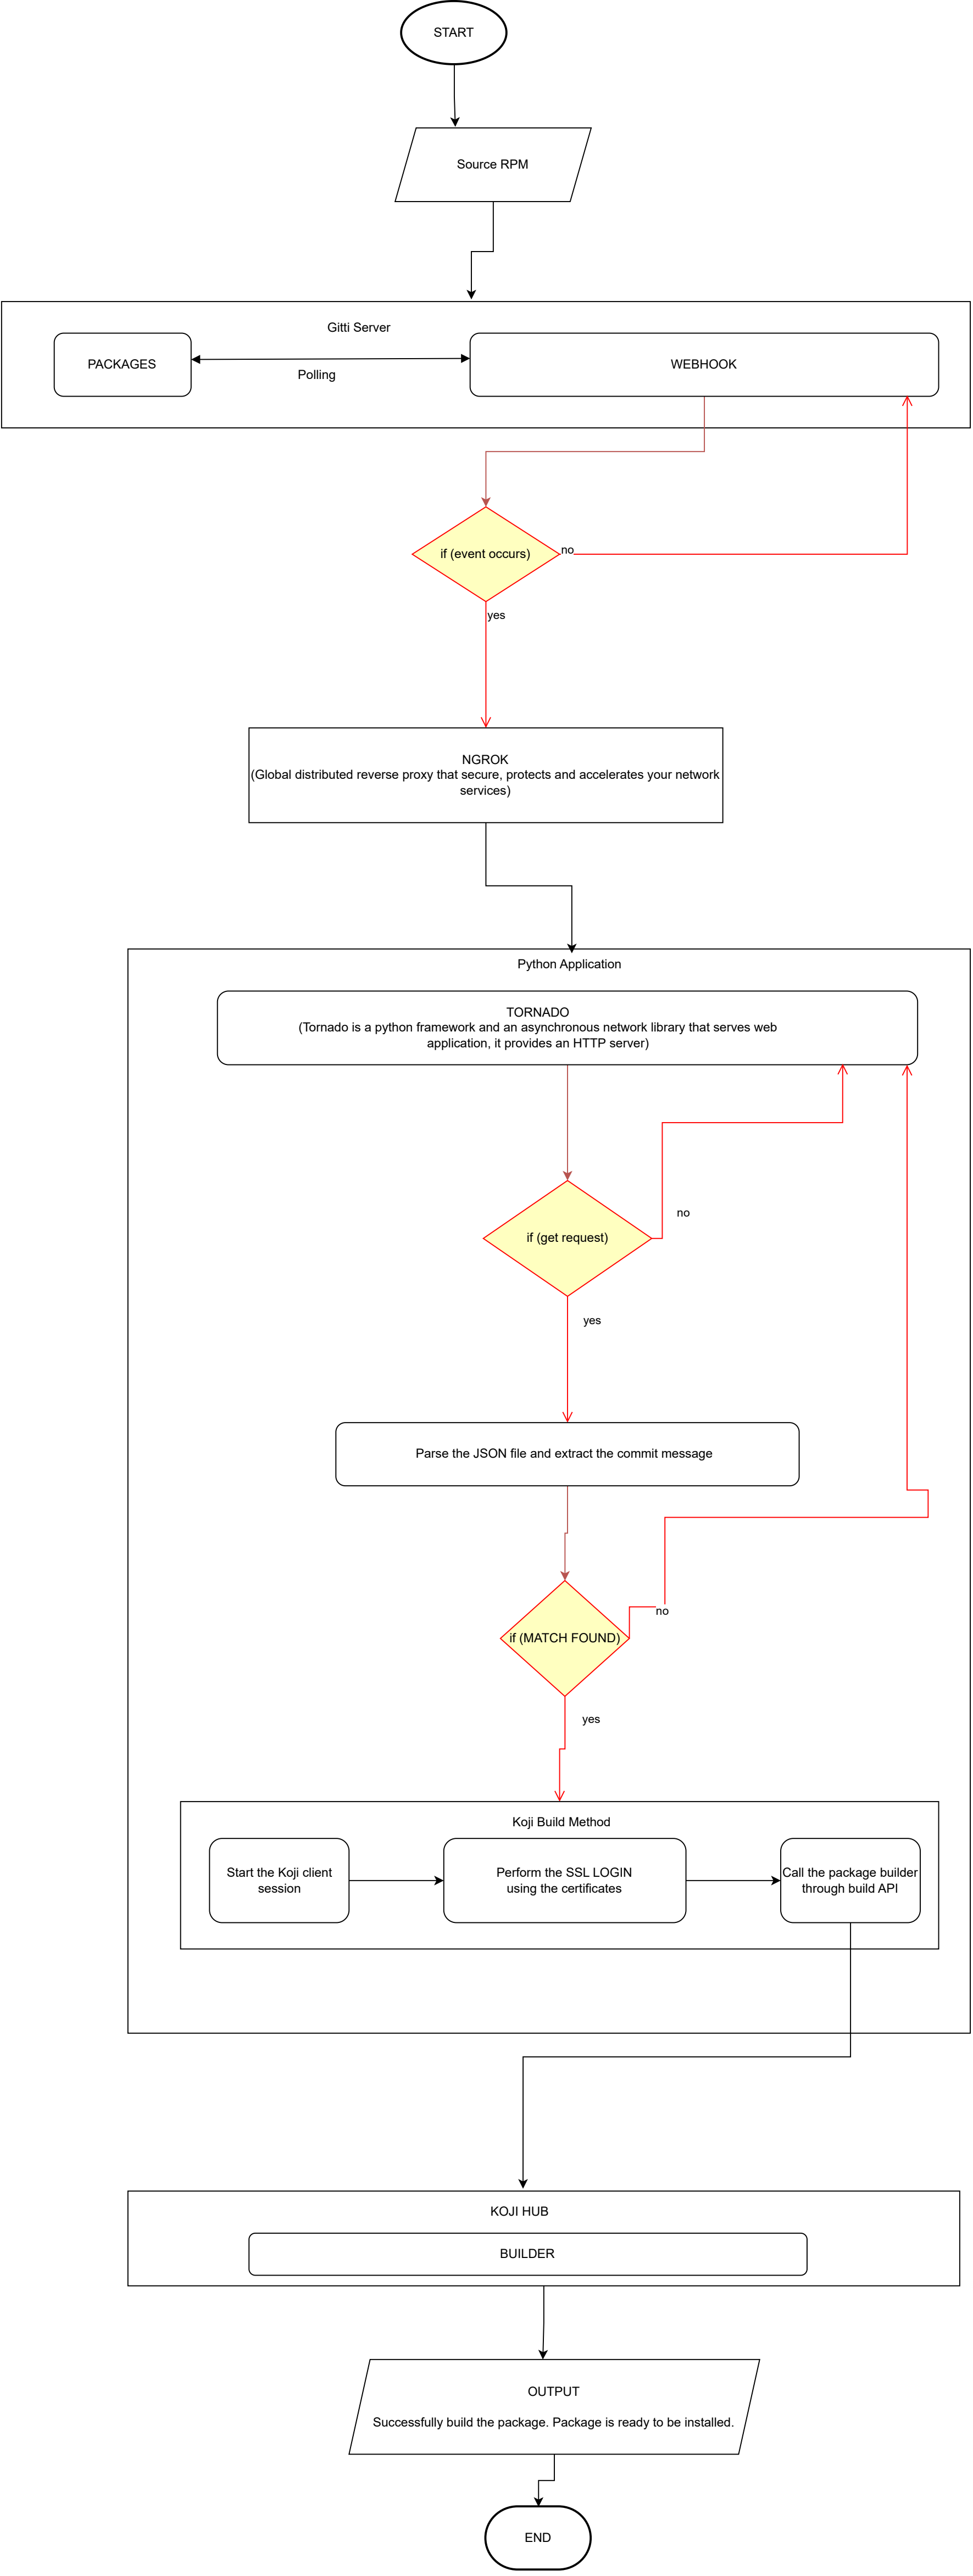 START
Source RPM
Gitti Server
PACKAGES
WEBHOOK
Polling
if (event occurs)
no
yes
NGROK
(Global distributed reverse proxy that secure, protects and accelerates your network
services)
Python Application
TORNADO
(Tornado is a python framework and an asynchronous network library that serves web
application, it provides an HTTP server)
if (get request)
no
yes
Parse the JSON file and extract the commit message
if (MATCH FOUND)
no
yes
Koji Build Method
Start the Koji client
session
Perform the SSL LOGIN
using the certificates
Call the package builder
through build API
KOJI HUB
BUILDER
OUTPUT
Successfully build the package. Package is ready to be installed.
END